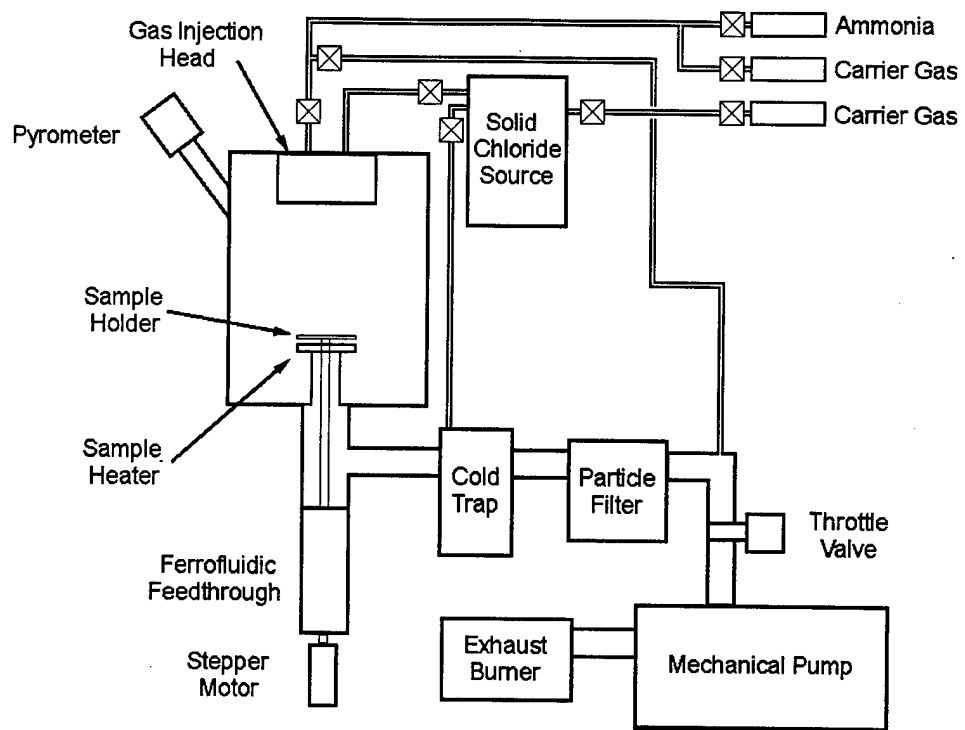 Gas Injection
Head
Ammonia
Carrier Gas
Carrier Gas
Pyrometer
Solid
Chloride
Source
Sample
Holder
Sample
Heater
Cold
Trap
Particle
Filter
Throttle
Valve
Ferrofluidic
Feedthrough
Stepper
Motor
Exhaust
Burner
Mechanical Pump